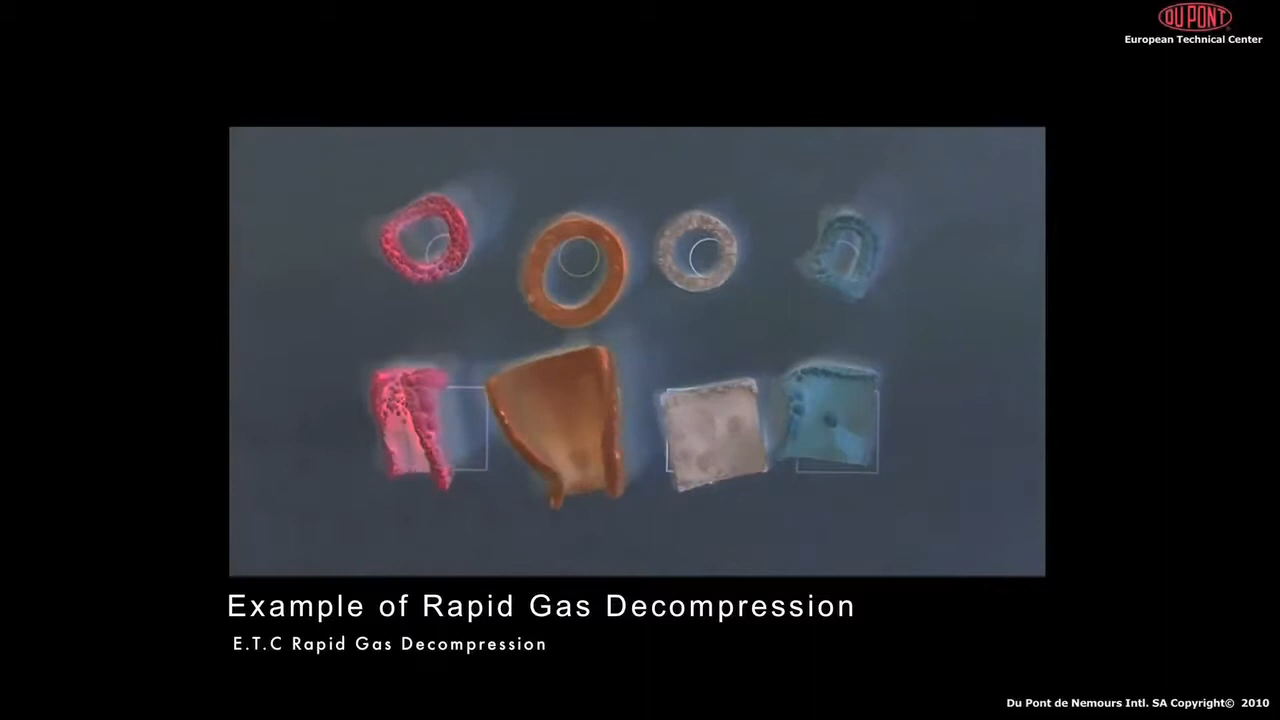 DU PONT
European Technical Center
Example of Rapid Gas Decompression
E.T.C Rapid Gas Decompression
Du Pont de Nemours Intl. SA Copyright© 2010